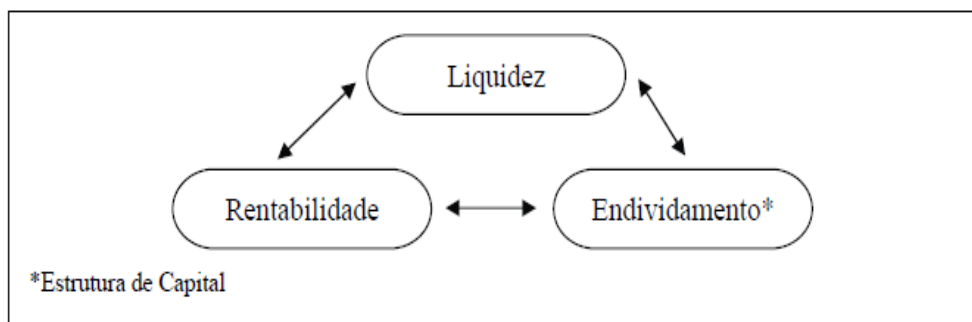 Liquidez
Rentabilidade
Endividamento*
*Estrutura de Capital